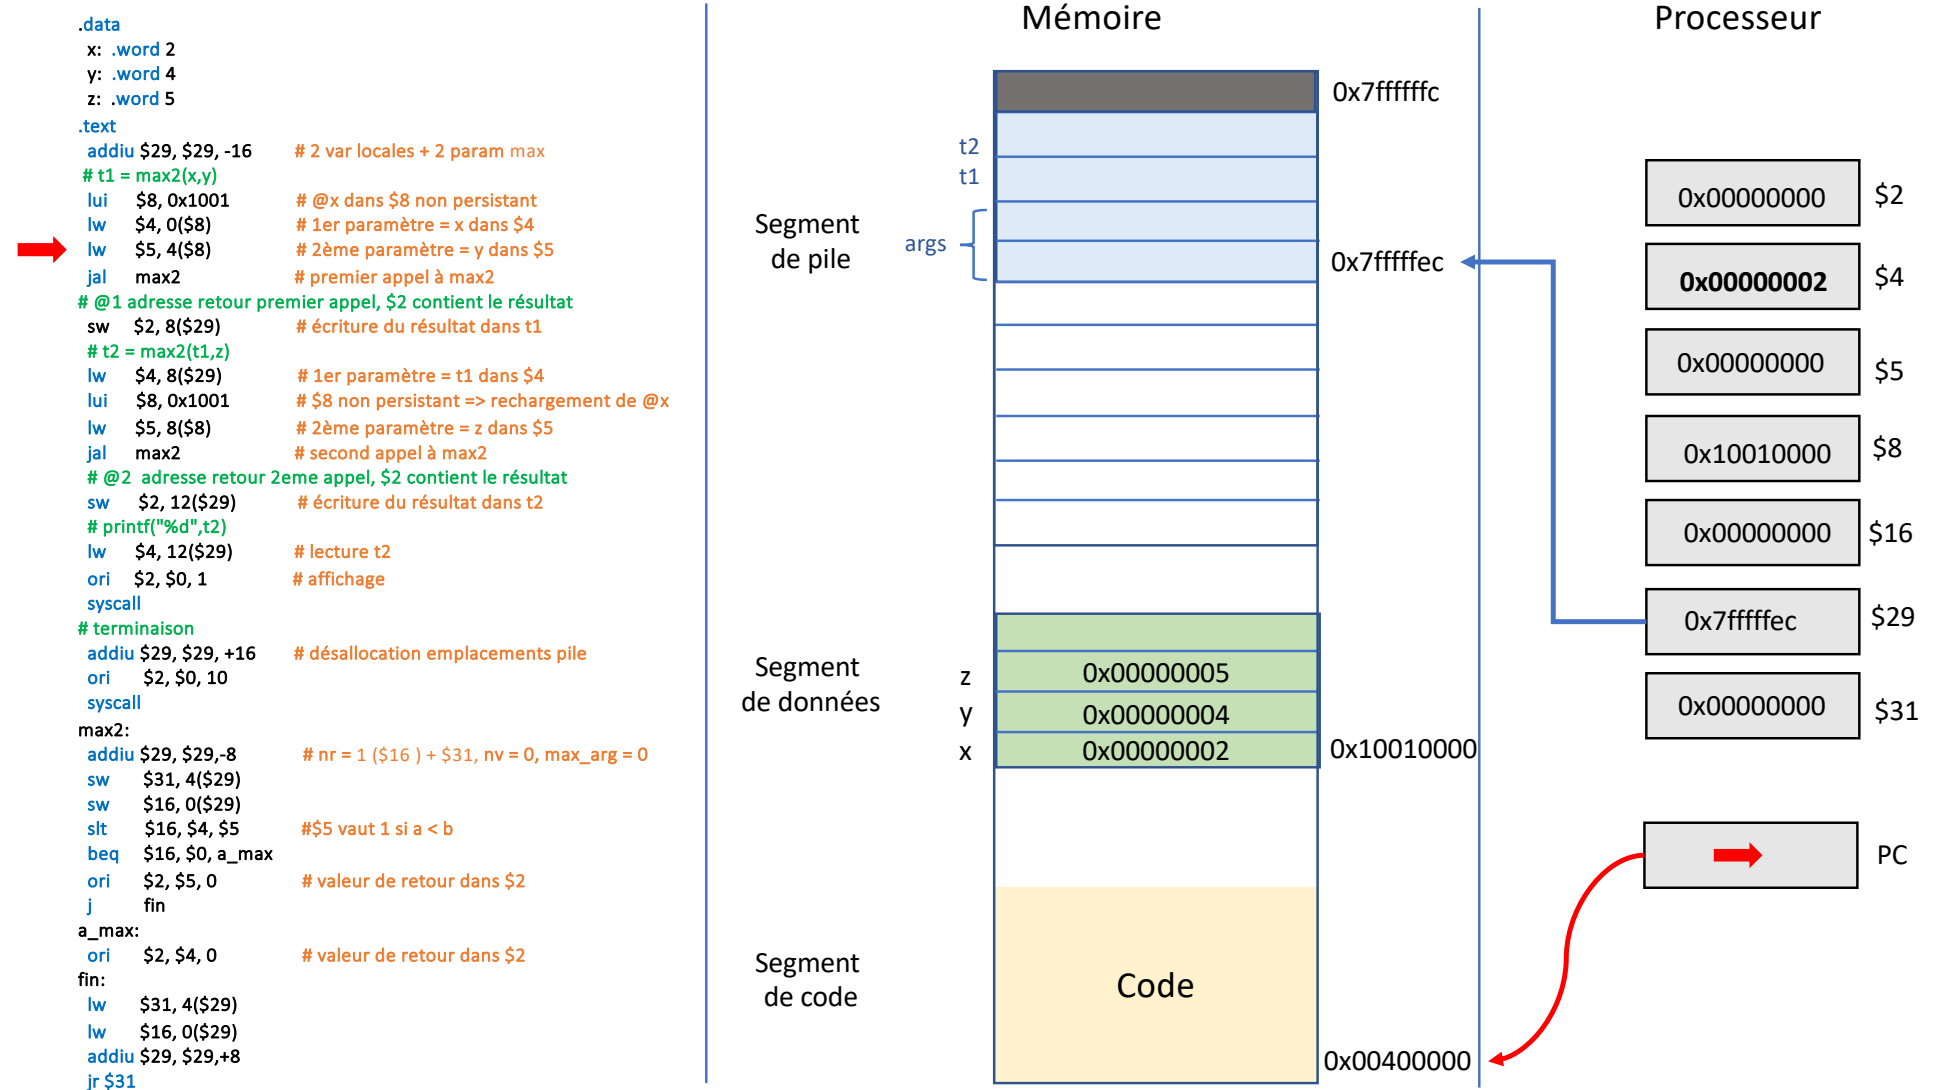 .data
x: .word 2
y: .word 4
z: .word 5
.text
addiu $29, $29, -16 # 2 var locales + 2 param max
# t1 = max2(x,y)
lui $8, 0x1001 # @x dans $8 non persistant
lw $4, 0($8) # 1er paramètre = x dans $4
lw $5, 4($8) # 2ème paramètre = y dans $5
jal max2 # premier appel à max2
# @1 adresse retour premier appel, $2 contient le résultat
sw $2, 8($29) # écriture du résultat dans t1
# t2 = max2(t1,z)
lw $4, 8($29) # 1er paramètre = t1 dans $4
lui $8, 0x1001 # $8 non persistant => rechargement de @x
lw $5, 8($8) # 2ème paramètre = z dans $5
jal max2 # second appel à max2
# @2 adresse retour 2eme appel, $2 contient le résultat
sw $2, 12($29) # écriture du résultat dans t2
# printf("%d",t2)
lw $4, 12($29) # lecture t2
ori $2, $0, 1 # affichage
syscall
# terminaison
addiu $29, $29, +16 # désallocation emplacements pile
ori $2, $0, 10
syscall
max2:
addiu $29, $29,-8 # nr = 1 ($16 ) + $31, nv = 0, max_arg = 0
sw $31, 4($29)
sw $16, 0($29)
slt $16, $4, $5 #$5 vaut 1 si a < b
beq $16, $0, a_max
ori $2, $5, 0 # valeur de retour dans $2
j fin
a_max:
ori $2, $4, 0 # valeur de retour dans $2
fin:
lw $31, 4($29)
lw $16, 0($29)
addiu $29, $29,+8
jr $31
Mémoire
0x7ffffffc
t2
t1
Segment
de pile
args
0x7fffffec
Segment
de données
z 0x00000005
y 0x00000004
x 0x00000002 0x10010000
Segment
de code
Code
0x00400000
Processeur
0x00000000 $2
0x00000002 $4
0x00000000 $5
0x10010000 $8
0x00000000 $16
0x7fffffec $29
0x00000000 $31
PC